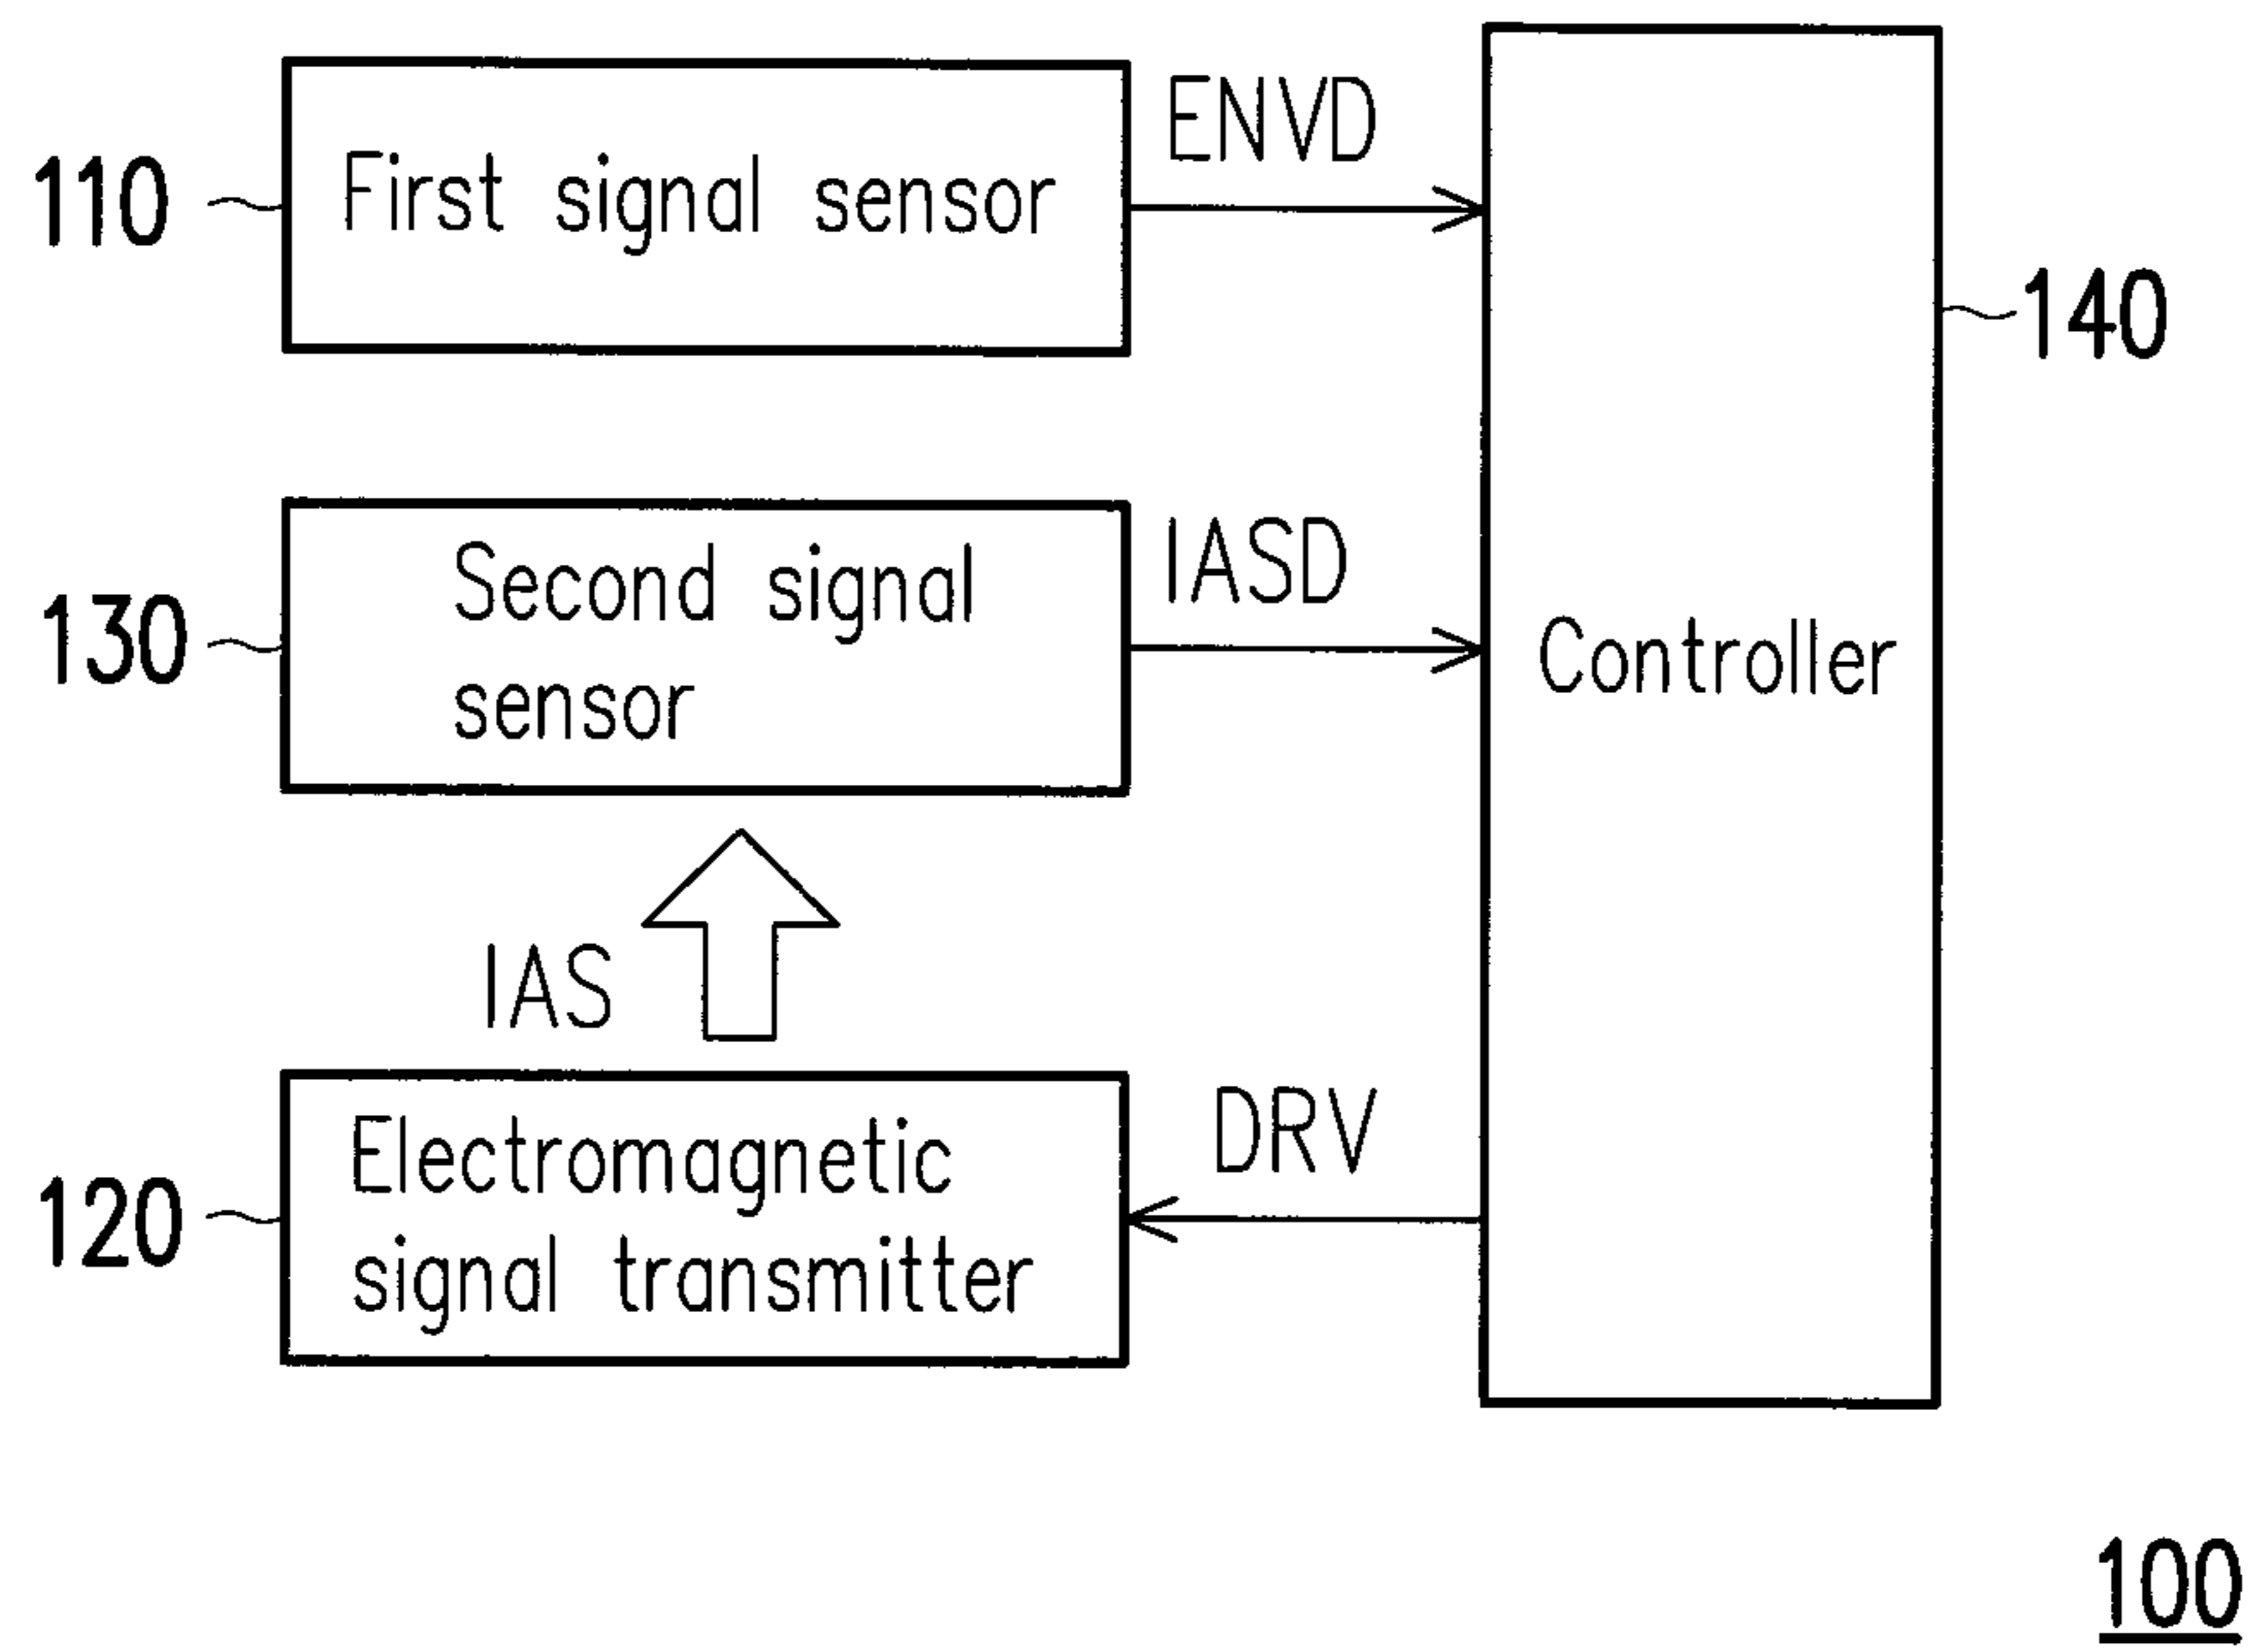 110
First signal sensor
ENVD
140
130
Second signal
sensor
IASD
Controller
IAS
120
Electromagnetic
signal transmitter
DRV
100